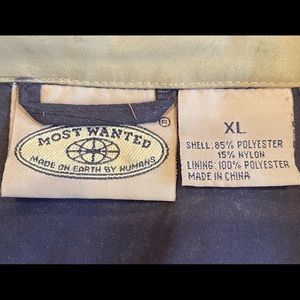 MOST WANTED
®
MADE ON EARTH BY HUMANS
XL
SHELL: 85% POLYESTER
15% NYLON
LINING: 100% POLYESTER
MADE IN CHINA